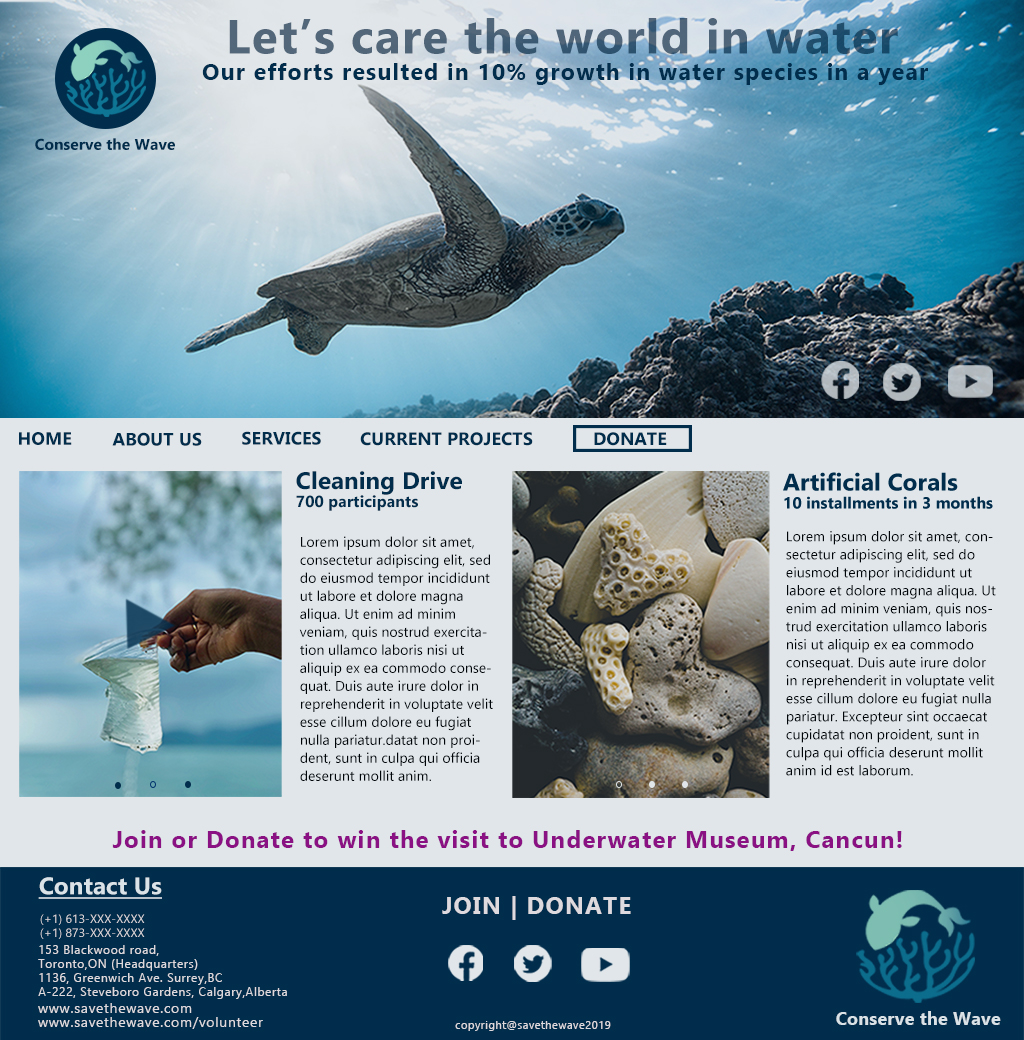 Let's care the world in water
Our efforts resulted in 10% growth in water species in a year
Conserve the Wave
HOME
ABOUT US
SERVICES
CURRENT PROJECTS
DONATE
Cleaning Drive
700 participants
Lorem ipsum dolor sit amet,
consectetur adipiscing elit, sed
do eiusmod tempor incididunt
ut labore et dolore magna
aliqua. Ut enim ad minim
veniam, quis nostrud exercita-
tion ullamco laboris nisi ut
aliquip ex ea commodo conse-
quat. Duis aute irure dolor in
reprehenderit in voluptate velit
esse cillum dolore eu fugiat
nulla pariatur.datat non proi-
dent, sunt in culpa qui officia
deserunt mollit anim.
Artificial Corals
10 installments in 3 months
Lorem ipsum dolor sit amet, con-
sectetur adipiscing elit, sed do
eiusmod tempor incididunt ut
labore et dolore magna aliqua. Ut
enim ad minim veniam, quis nos-
trud exercitation ullamco laboris
nisi ut aliquip ex ea commodo
consequat. Duis aute irure dolor
in reprehenderit in voluptate velit
esse cillum dolore eu fugiat nulla
pariatur. Excepteur sint occaecat
cupidatat non proident, sunt in
culpa qui officia deserunt mollit
anim id est laborum.
Join or Donate to win the visit to Underwater Museum, Cancun!
Contact Us
(+1) 613-XXX-XXXX
(+1) 873-XXX-XXXX
153 Blackwood road,
Toronto,ON (Headquarters)
1136, Greenwich Ave. Surrey,BC
A-222, Steveboro Gardens, Calgary,Alberta
www.savethewave.com
www.savethewave.com/volunteer
JOIN | DONATE
copyright@savethewave2019
Conserve the Wave